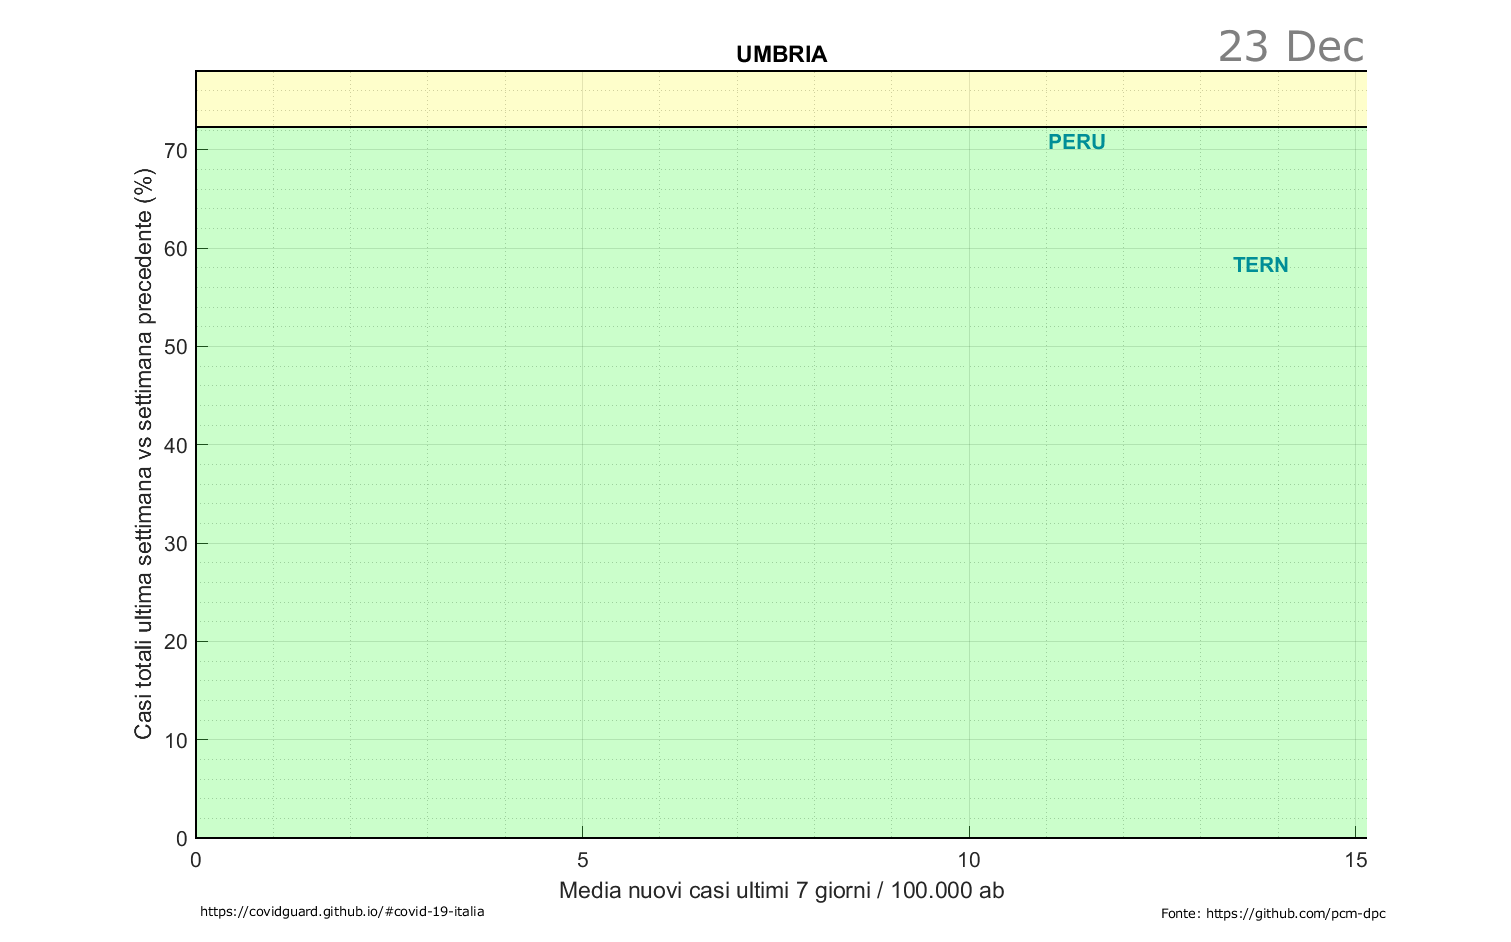 UMBRIA
23 Dec
PERU
TERN
70
60
50
40
30
20
10
0
Casi totali ultima settimana vs settimana precedente (%)
0
5
10
15
Media nuovi casi ultimi 7 giorni / 100.000 ab
https://covidguard.github.io/#covid-19-italia
Fonte: https://github.com/pcm-dpc